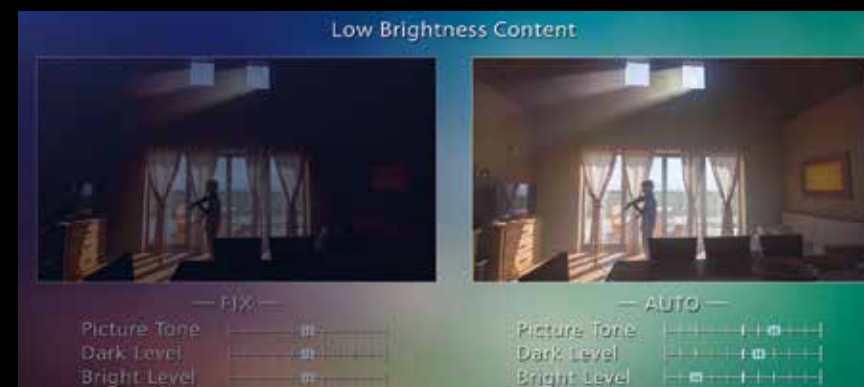 Low Brightness Content
— FIX —
Picture Tone
Dark Level
Bright Level
— AUTO —
Picture Tone
Dark Level
Bright Level